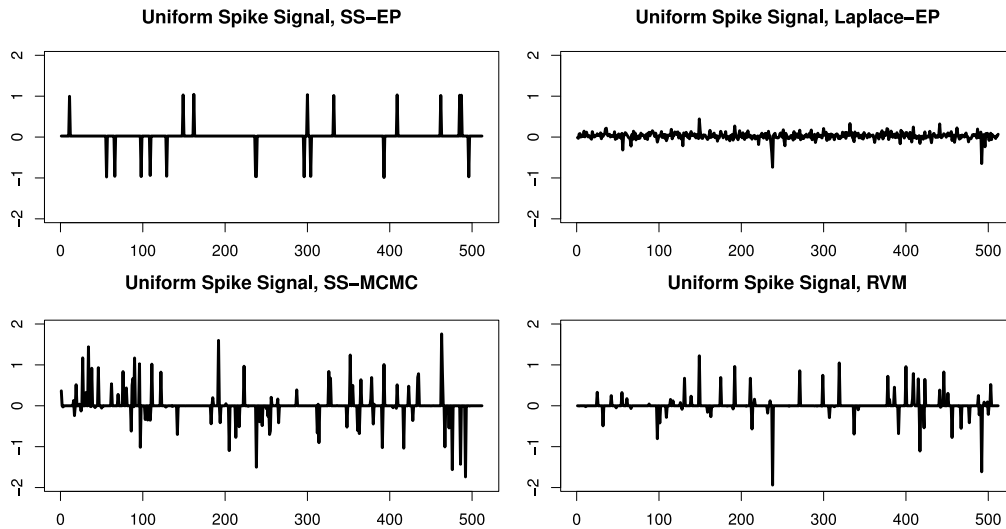 Uniform Spike Signal, SS−EP
2
1
0
−1
−2
0 100 200 300 400 500
Uniform Spike Signal, Laplace−EP
2
1
0
−1
−2
0 100 200 300 400 500
Uniform Spike Signal, SS−MCMC
2
1
0
−1
−2
0 100 200 300 400 500
Uniform Spike Signal, RVM
2
1
0
−1
−2
0 100 200 300 400 500